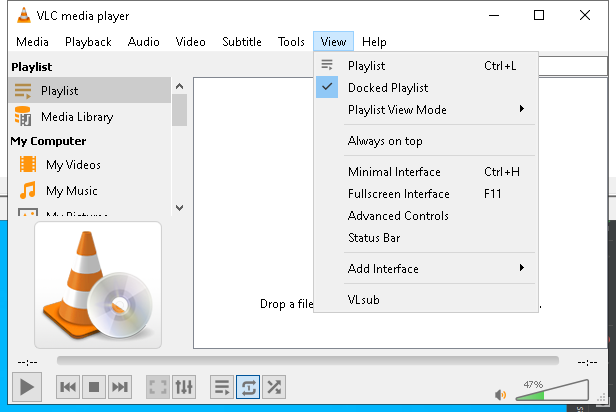 VLC media player
Media Playback Audio Video Subtitle Tools View Help
Playlist
Playlist
Media Library
My Computer
My Videos
My Music
My Pictures
Playlist Ctrl+L
Docked Playlist
Playlist View Mode
Always on top
Minimal Interface Ctrl+H
Fullscreen Interface F11
Advanced Controls
Status Bar
Add Interface
VLsub
Drop a file
--:-- --:--
47%